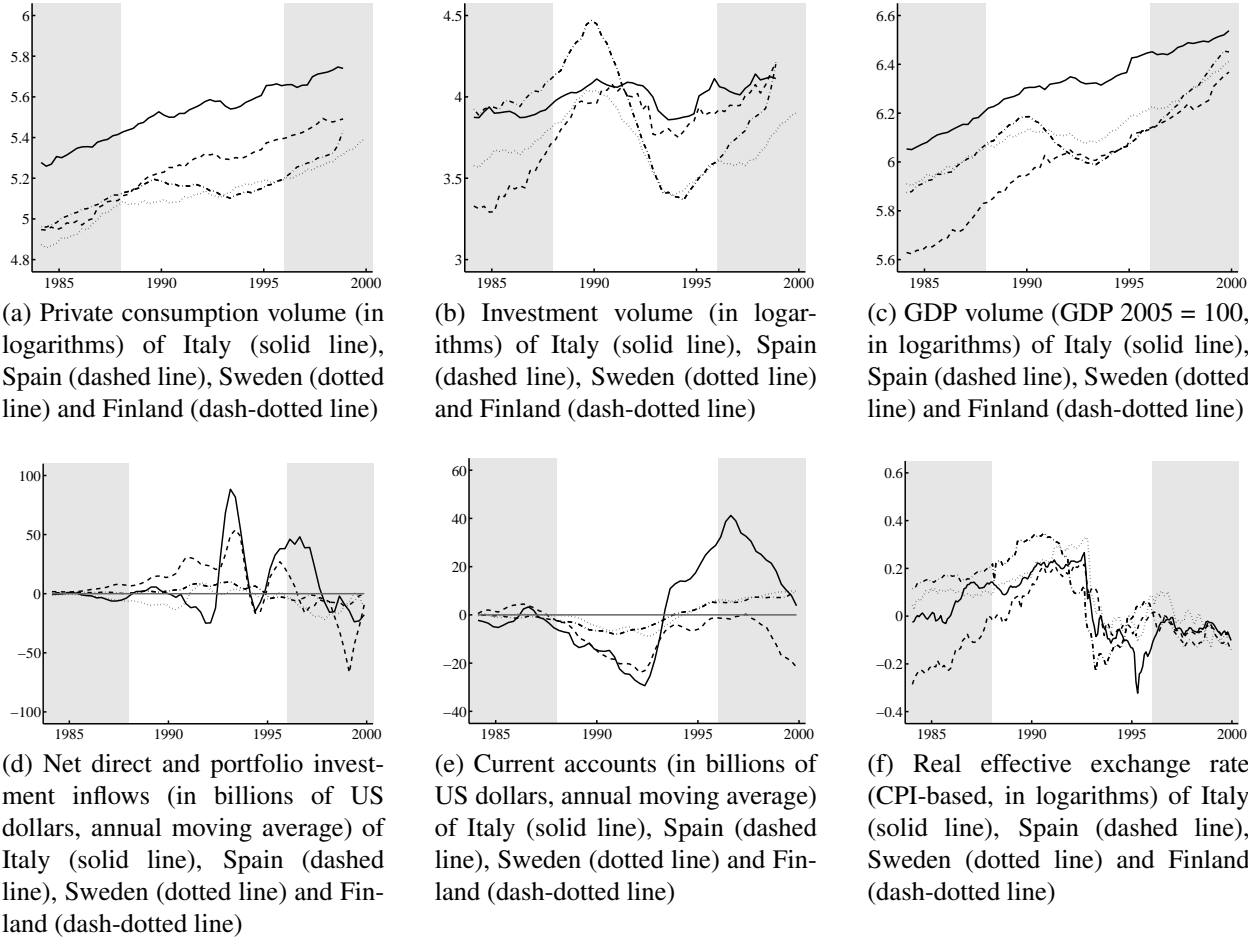 6
5.8
5.6
5.4
5.2
5
4.8
1985 1990 1995 2000
(a) Private consumption volume (in
logarithms) of Italy (solid line),
Spain (dashed line), Sweden (dotted
line) and Finland (dash-dotted line)
4.5
4
3.5
3
1985 1990 1995 2000
(b) Investment volume (in logar-
ithms) of Italy (solid line), Spain
(dashed line), Sweden (dotted line)
and Finland (dash-dotted line)
6.6
6.4
6.2
6
5.8
5.6
1985 1990 1995 2000
(c) GDP volume (GDP 2005 = 100,
in logarithms) of Italy (solid line),
Spain (dashed line), Sweden (dotted
line) and Finland (dash-dotted line)
100
50
0
−50
−100
1985 1990 1995 2000
(d) Net direct and portfolio invest-
ment inflows (in billions of US
dollars, annual moving average) of
Italy (solid line), Spain (dashed
line), Sweden (dotted line) and Fin-
land (dash-dotted line)
60
40
20
0
−20
−40
1985 1990 1995 2000
(e) Current accounts (in billions of
US dollars, annual moving average)
of Italy (solid line), Spain (dashed
line), Sweden (dotted line) and Fin-
land (dash-dotted line)
0.6
0.4
0.2
0
−0.2
−0.4
1985 1990 1995 2000
(f) Real effective exchange rate
(CPI-based, in logarithms) of Italy
(solid line), Spain (dashed line),
Sweden (dotted line) and Finland
(dash-dotted line)